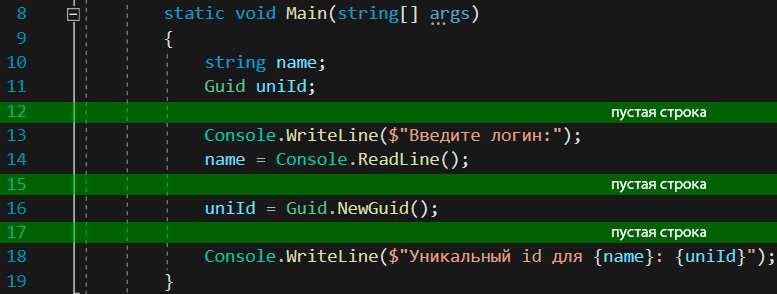 8 static void Main(string[] args)
9 {
10 string name;
11 Guid uniId;
12 пустая строка
13 Console.WriteLine($"Введите логин:");
14 name = Console.ReadLine();
15 пустая строка
16 uniId = Guid.NewGuid();
17 пустая строка
18 Console.WriteLine($"Уникальный id для {name}: {uniId}");
19 }